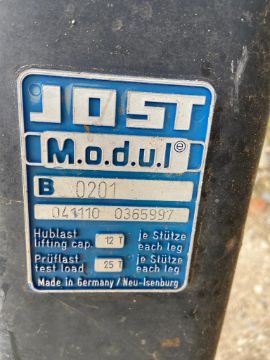 JOST
M.o.d.u.l e
B 0201
041110 0365997
Hublast 12 T je Stütze
lifting cap. each leg
Prüflast 25 T je Stütze
test load each leg
Made in Germany / Neu-Isenburg